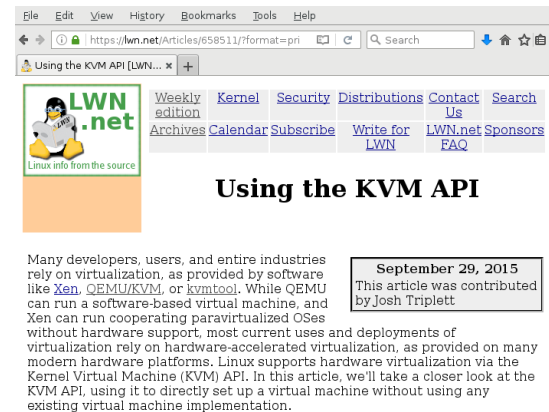 File Edit View History Bookmarks Tools Help
https://lwn.net/Articles/658511/?format=pri Search
Using the KVM API [LWN... × +
LWN
.net
Linux info from the source
Weekly edition Kernel Security Distributions Contact Us Search
Archives Calendar Subscribe Write for LWN LWN.net FAQ Sponsors
Using the KVM API
September 29, 2015
This article was contributed
by Josh Triplett
Many developers, users, and entire industries
rely on virtualization, as provided by software
like Xen, QEMU/KVM, or kvmtool. While QEMU
can run a software-based virtual machine, and
Xen can run cooperating paravirtualized OSes
without hardware support, most current uses and deployments of
virtualization rely on hardware-accelerated virtualization, as provided on many
modern hardware platforms. Linux supports hardware virtualization via the
Kernel Virtual Machine (KVM) API. In this article, we'll take a closer look at the
KVM API, using it to directly set up a virtual machine without using any
existing virtual machine implementation.